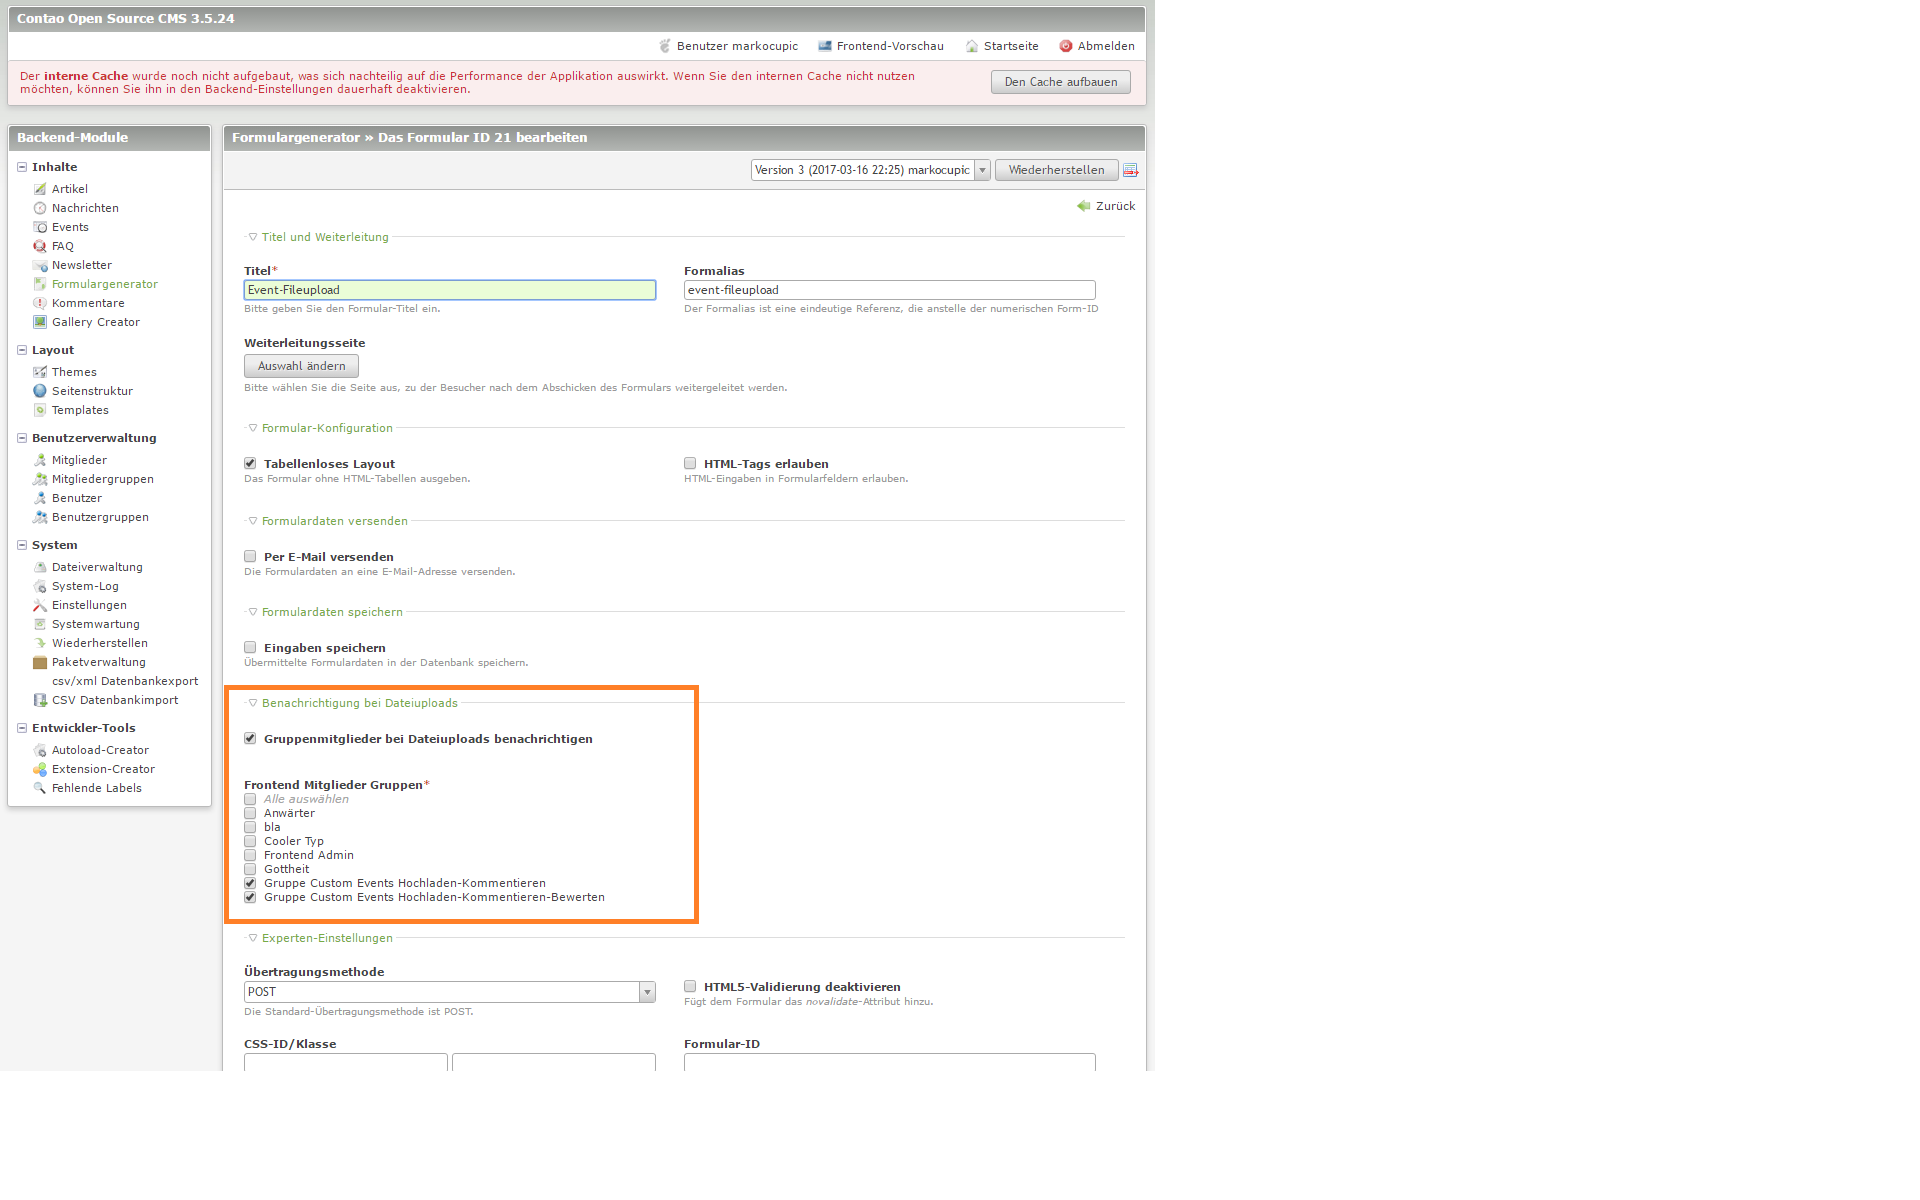 Contao Open Source CMS 3.5.24
Benutzer markocupic Frontend-Vorschau Startseite Abmelden
Der interne Cache wurde noch nicht aufgebaut, was sich nachteilig auf die Performance der Applikation auswirkt. Wenn Sie den internen Cache nicht nutzen
möchten, können Sie ihn in den Backend-Einstellungen dauerhaft deaktivieren.
Den Cache aufbauen
Backend-Module
Inhalte
Artikel
Nachrichten
Events
FAQ
Newsletter
Formulargenerator
Kommentare
Gallery Creator
Layout
Themes
Seitenstruktur
Templates
Benutzerverwaltung
Mitglieder
Mitgliedergruppen
Benutzer
Benutzergruppen
System
Dateiverwaltung
System-Log
Einstellungen
Systemwartung
Wiederherstellen
Paketverwaltung
csv/xml Datenbankexport
CSV Datenbankimport
Entwickler-Tools
Autoload-Creator
Extension-Creator
Fehlende Labels
Formulargenerator » Das Formular ID 21 bearbeiten
Version 3 (2017-03-16 22:25) markocupic Wiederherstellen
Zurück
Titel und Weiterleitung
Titel*
Event-Fileupload
Bitte geben Sie den Formular-Titel ein.
Formalias
event-fileupload
Der Formalias ist eine eindeutige Referenz, die anstelle der numerischen Form-ID
Weiterleitungsseite
Auswahl ändern
Bitte wählen Sie die Seite aus, zu der Besucher nach dem Abschicken des Formulars weitergeleitet werden.
Formular-Konfiguration
Tabellenloses Layout
Das Formular ohne HTML-Tabellen ausgeben.
HTML-Tags erlauben
HTML-Eingaben in Formularfeldern erlauben.
Formulardaten versenden
Per E-Mail versenden
Die Formulardaten an eine E-Mail-Adresse versenden.
Formulardaten speichern
Eingaben speichern
Übermittelte Formulardaten in der Datenbank speichern.
Benachrichtigung bei Dateiuploads
Gruppenmitglieder bei Dateiuploads benachrichtigen
Frontend Mitglieder Gruppen*
Alle auswählen
Anwärter
bla
Cooler Typ
Frontend Admin
Gottheit
Gruppe Custom Events Hochladen-Kommentieren
Gruppe Custom Events Hochladen-Kommentieren-Bewerten
Experten-Einstellungen
Übertragungsmethode
POST
Die Standard-Übertragungsmethode ist POST.
HTML5-Validierung deaktivieren
Fügt dem Formular das novalidate-Attribut hinzu.
CSS-ID/Klasse
Formular-ID